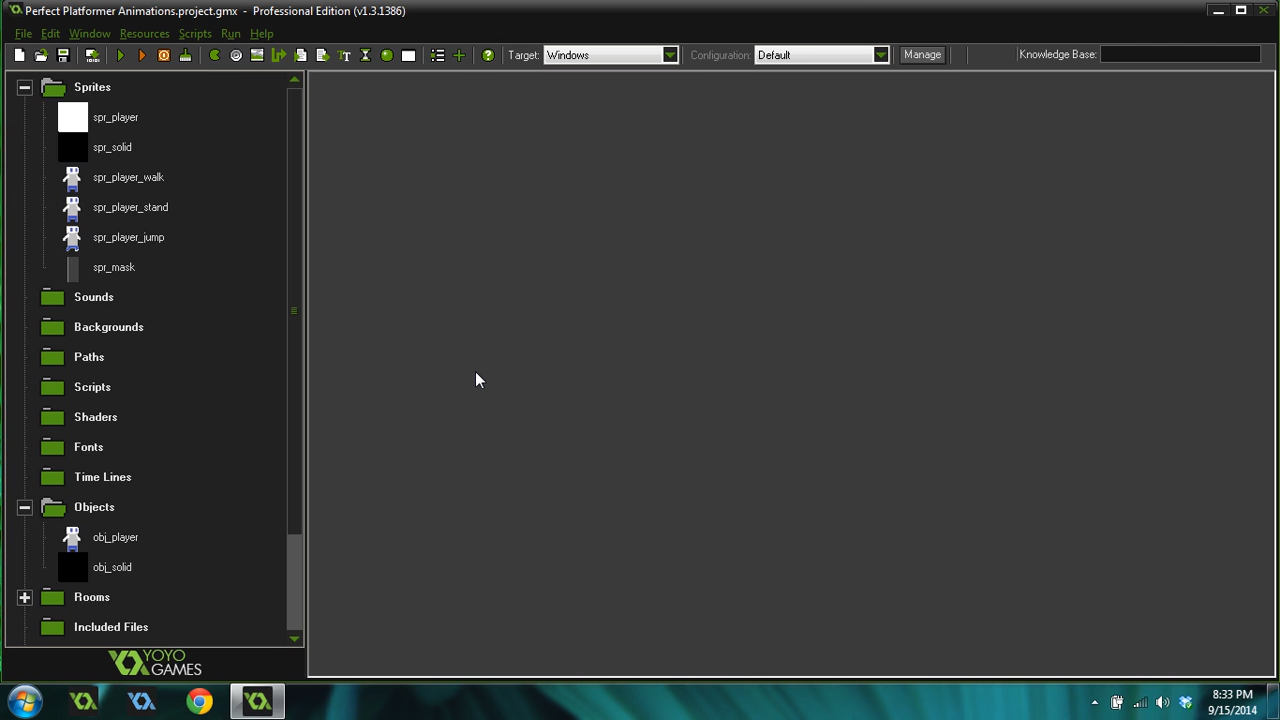 Perfect Platformer Animations.project.gmx - Professional Edition (v1.3.1386)
File Edit Window Resources Scripts Run Help
Target: Windows Configuration: Default Manage Knowledge Base:
Sprites
spr_player
spr_solid
spr_player_walk
spr_player_stand
spr_player_jump
spr_mask
Sounds
Backgrounds
Paths
Scripts
Shaders
Fonts
Time Lines
Objects
obj_player
obj_solid
Rooms
Included Files
YOYO
GAMES
8:33 PM
9/15/2014